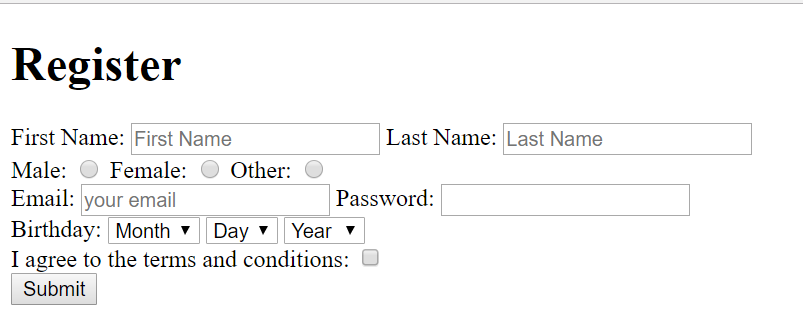 Register
First Name: First Name Last Name: Last Name
Male: Female: Other:
Email: your email Password:
Birthday: Month Day Year
I agree to the terms and conditions:
Submit